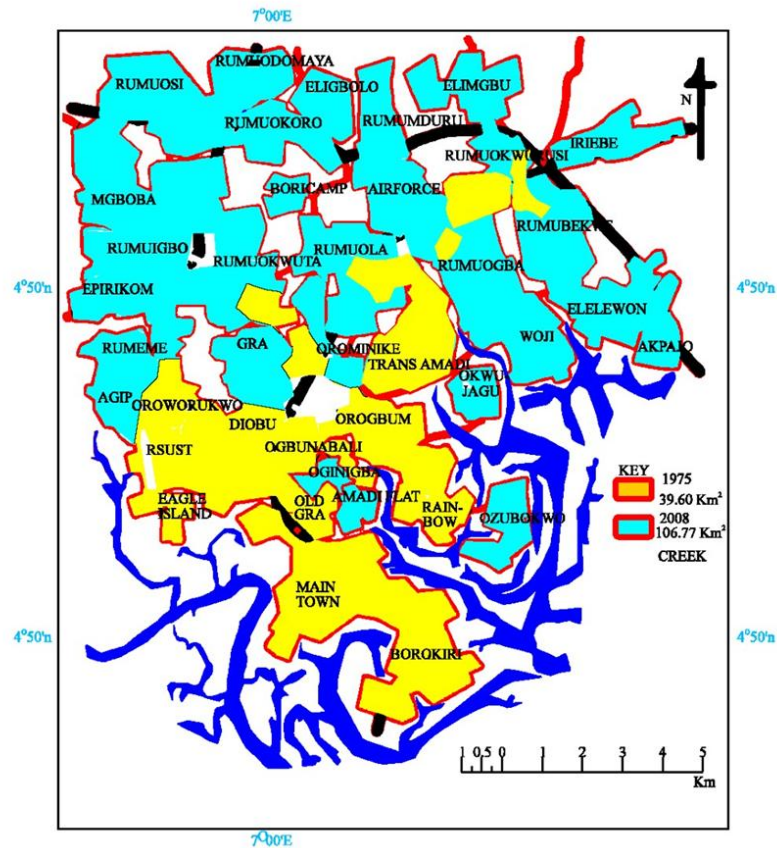 7°00'E
RUMUODOMAYA
RUMUOSI
ELIGBOLO
ELIMGBU
N
RUMUOKORO
RUMUMDURU
IRIEBE
RUMUOKWURUSI
MGBOBA
BORICAMP
AIRFORCE
RUMUBEKWE
RUMUIGBO
RUMUOKWUTA
RUMUOLA
RUMUOGBA
4°50'n
EPIRIKOM
4°50'n
ELELEWON
RUMEME
GRA
OROMINIKE
WOJI
AKPAJO
TRANS AMADI
OKWU
JAGU
AGIP
OROWORUKWO
DIOBU
OROGBUM
RSUST
OGBUNABALI
OGINIGBA
KEY
1975
39.60 Km²
EAGLE
ISLAND
OLD
GRA
AMADI FLAT
RAIN-
BOW
OZUBOKWO
2008
106.77 Km²
CREEK
MAIN
TOWN
4°50'n
BOROKIRI
4°50'n
1 0.5 0 1 2 3 4 5
Km
7°00'E